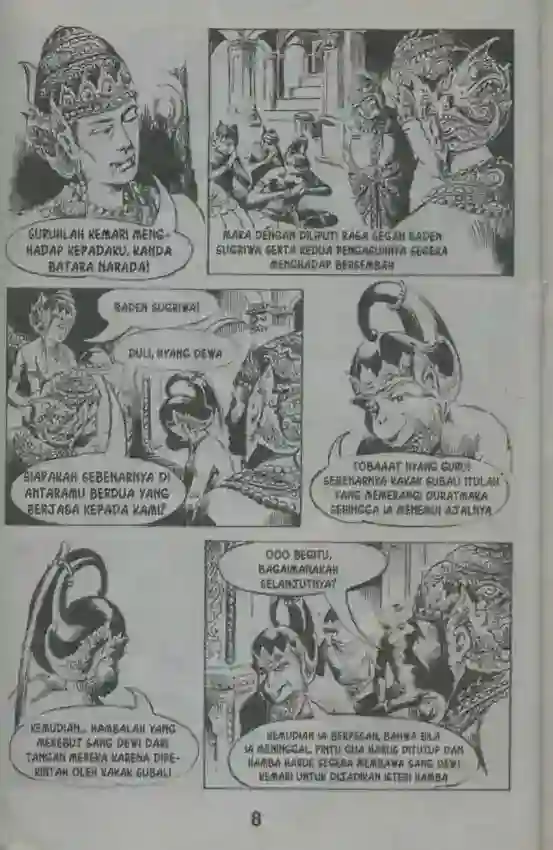 SURUHLAH KEMARI MENG-
HADAP KEPADAKU, KANDA
BATARA NARADA!
MAKA DENGAN DILIPUTI RASA SEGAN RADEN
SUGRIWA SERTA KEDUA PENGASUHNYA SEGERA
MENGHADAP BERSEMBAH
RADEN SUGRIWA!
DULI, HYANG DEWA
SIAPAKAH SEBENARNYA DI
ANTARAMU BERDUA YANG
BERJASA KEPADA KAMI?
TOBAAAT HYANG GURU!
SEBENARNYA KAKAK SUBALI ITULAH
YANG MEMERANGI DURATMAKA
SEHINGGA IA MENEMUI AJALNYA
KEMUDIAN... HAMBALAH YANG
MEREBUT SANG DEWI DARI
TANGAN MEREKA KARENA DIPE-
RINTAH OLEH KAKAK SUBALI
OOO BEGITU,
BAGAIMANAKAH
SELANJUTNYA?
KEMUDIAN IA BERPESAN, BAHWA BILA
IA MENINGGAL, PINTU GUA HARUS DITUTUP DAN
HAMBA HARUS SEGERA MEMBAWA SANG DEWI
KEMARI UNTUK DIJADIKAN ISTERI HAMBA
8